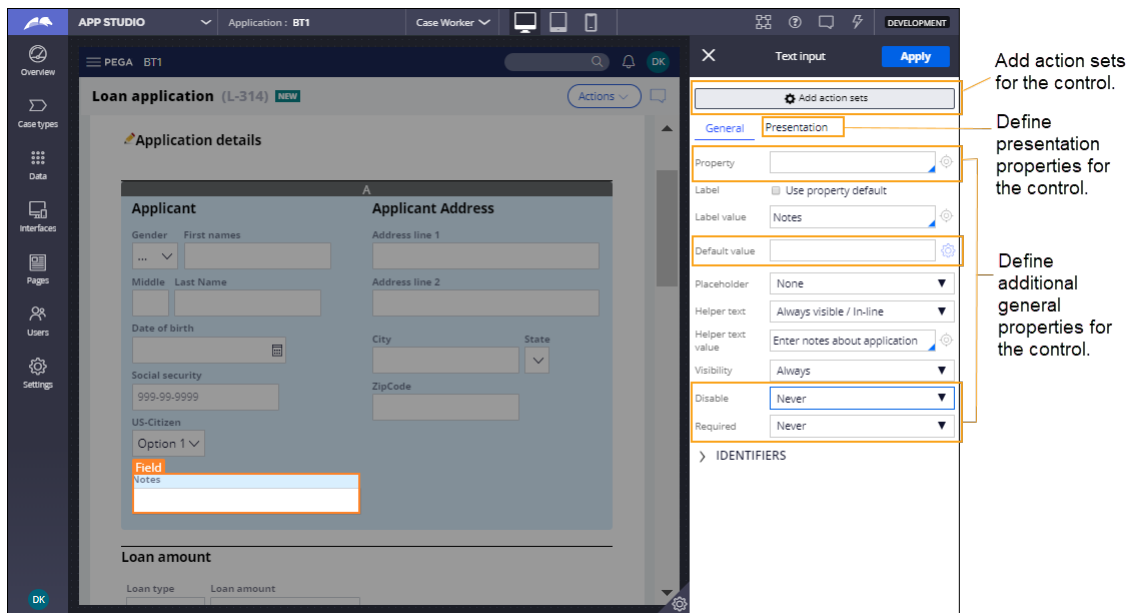 APP STUDIO
Application : BT1
Case Worker
DEVELOPMENT
Overview
Case types
Data
Interfaces
Pages
Users
Settings
DK
PEGA BT1
DK
Loan application (L-314) NEW
Actions
Application details
A
Applicant
Applicant Address
Gender First names
...
Address line 1
Middle Last Name
Address line 2
Date of birth
City State
Social security
999-99-9999
ZipCode
US-Citizen
Option 1
Field
Notes
Loan amount
Loan type Loan amount
Text input
Apply
Add action sets
General Presentation
Property
Label Use property default
Label value Notes
Default value
Placeholder None
Helper text Always visible / In-line
Helper text
value
Enter notes about application
Visibility Always
Disable Never
Required Never
IDENTIFIERS
Add action sets
for the control.
Define
presentation
properties for
the control.
Define
additional
general
properties for
the control.